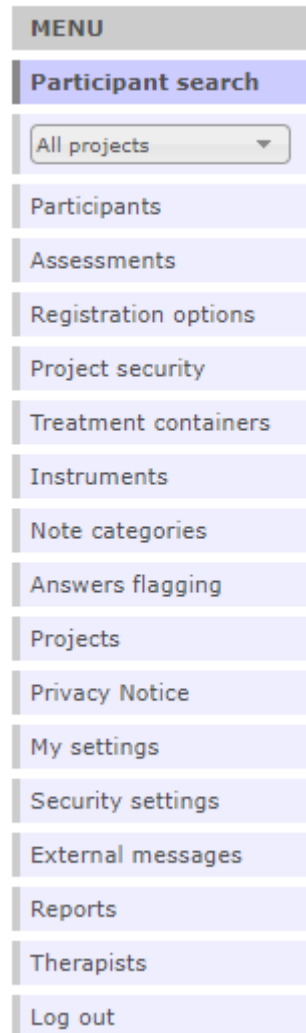 MENU
Participant search
All projects
Participants
Assessments
Registration options
Project security
Treatment containers
Instruments
Note categories
Answers flagging
Projects
Privacy Notice
My settings
Security settings
External messages
Reports
Therapists
Log out